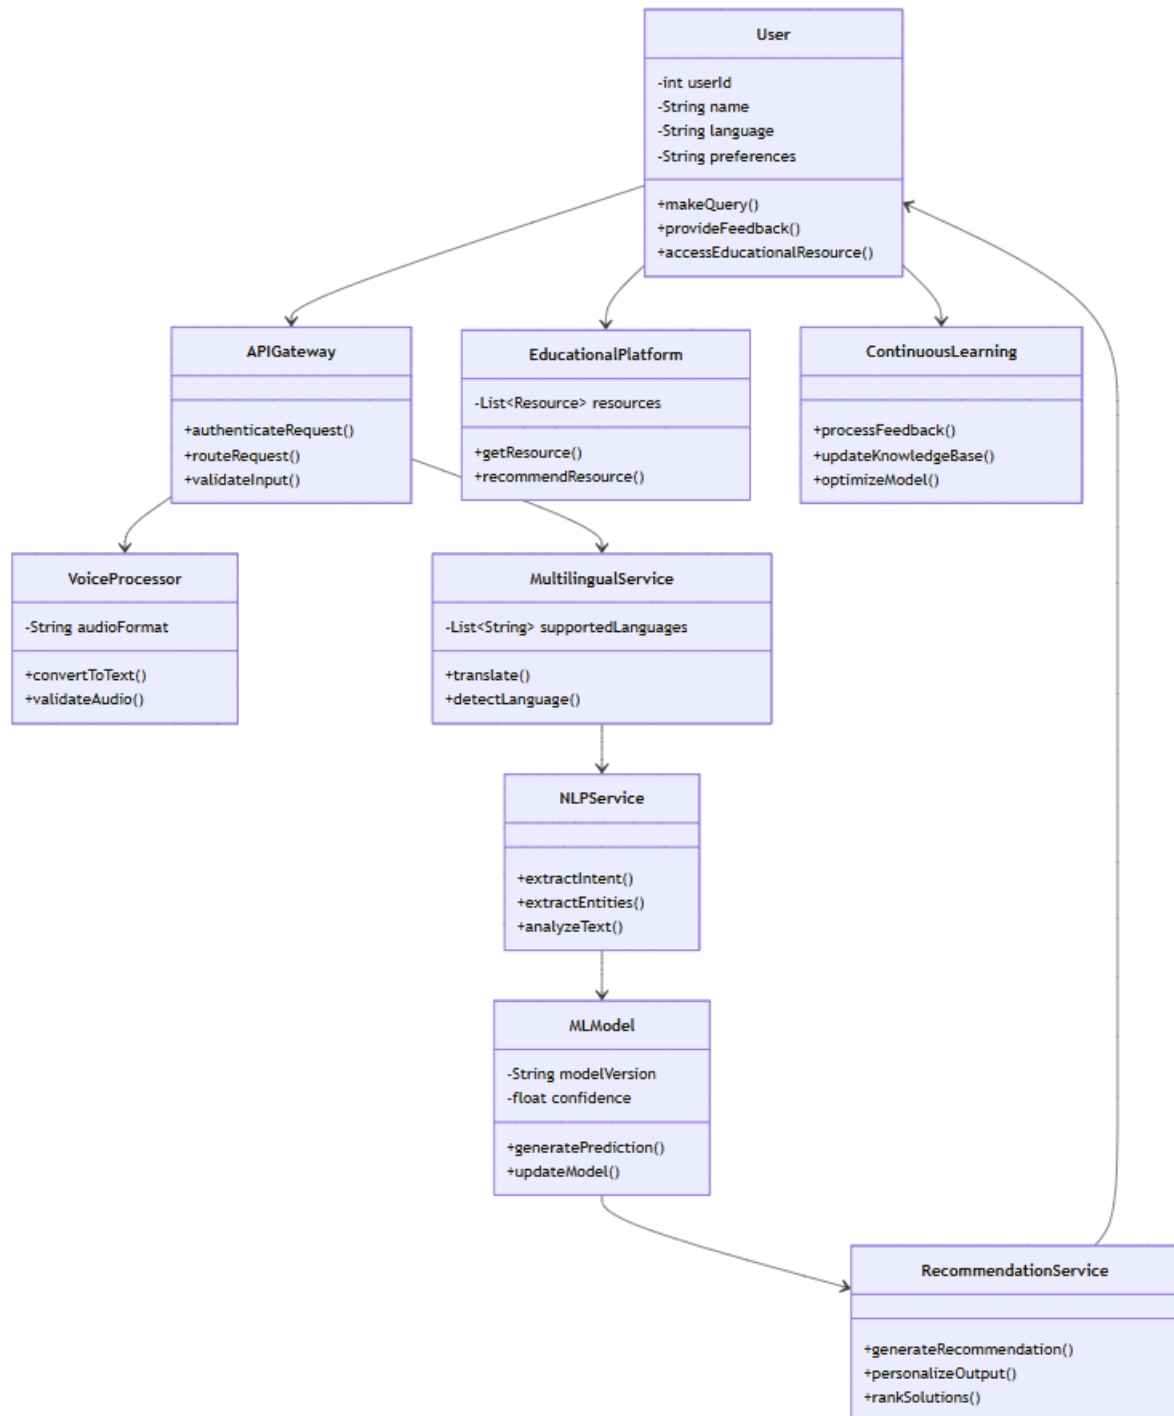 User
-int userId
-String name
-String language
-String preferences
+makeQuery()
+provideFeedback()
+accessEducationalResource()
APIGateway
+authenticateRequest()
+routeRequest()
+validateInput()
EducationalPlatform
-List<Resource> resources
+getResource()
+recommendResource()
ContinuousLearning
+processFeedback()
+updateKnowledgeBase()
+optimizeModel()
VoiceProcessor
-String audioFormat
+convertToText()
+validateAudio()
MultilingualService
-List<String> supportedLanguages
+translate()
+detectLanguage()
NLPService
+extractIntent()
+extractEntities()
+analyzeText()
MLModel
-String modelVersion
-float confidence
+generatePrediction()
+updateModel()
RecommendationService
+generateRecommendation()
+personalizeOutput()
+rankSolutions()